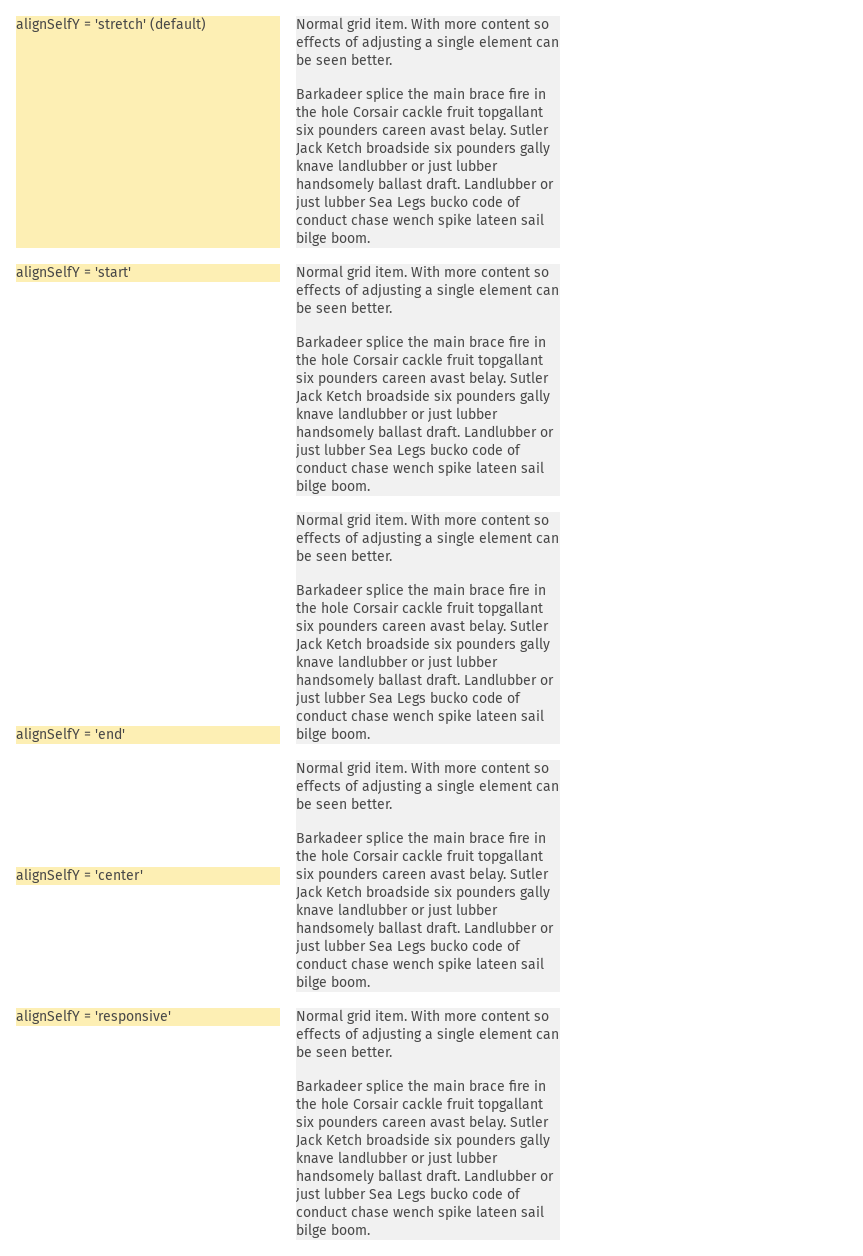 alignSelfY = 'stretch' (default)
Normal grid item. With more content so
effects of adjusting a single element can
be seen better.
Barkadeer splice the main brace fire in
the hole Corsair cackle fruit topgallant
six pounders careen avast belay. Sutler
Jack Ketch broadside six pounders gally
knave landlubber or just lubber
handsomely ballast draft. Landlubber or
just lubber Sea Legs bucko code of
conduct chase wench spike lateen sail
bilge boom.
alignSelfY = 'start'
Normal grid item. With more content so
effects of adjusting a single element can
be seen better.
Barkadeer splice the main brace fire in
the hole Corsair cackle fruit topgallant
six pounders careen avast belay. Sutler
Jack Ketch broadside six pounders gally
knave landlubber or just lubber
handsomely ballast draft. Landlubber or
just lubber Sea Legs bucko code of
conduct chase wench spike lateen sail
bilge boom.
alignSelfY = 'end'
Normal grid item. With more content so
effects of adjusting a single element can
be seen better.
Barkadeer splice the main brace fire in
the hole Corsair cackle fruit topgallant
six pounders careen avast belay. Sutler
Jack Ketch broadside six pounders gally
knave landlubber or just lubber
handsomely ballast draft. Landlubber or
just lubber Sea Legs bucko code of
conduct chase wench spike lateen sail
bilge boom.
alignSelfY = 'center'
Normal grid item. With more content so
effects of adjusting a single element can
be seen better.
Barkadeer splice the main brace fire in
the hole Corsair cackle fruit topgallant
six pounders careen avast belay. Sutler
Jack Ketch broadside six pounders gally
knave landlubber or just lubber
handsomely ballast draft. Landlubber or
just lubber Sea Legs bucko code of
conduct chase wench spike lateen sail
bilge boom.
alignSelfY = 'responsive'
Normal grid item. With more content so
effects of adjusting a single element can
be seen better.
Barkadeer splice the main brace fire in
the hole Corsair cackle fruit topgallant
six pounders careen avast belay. Sutler
Jack Ketch broadside six pounders gally
knave landlubber or just lubber
handsomely ballast draft. Landlubber or
just lubber Sea Legs bucko code of
conduct chase wench spike lateen sail
bilge boom.